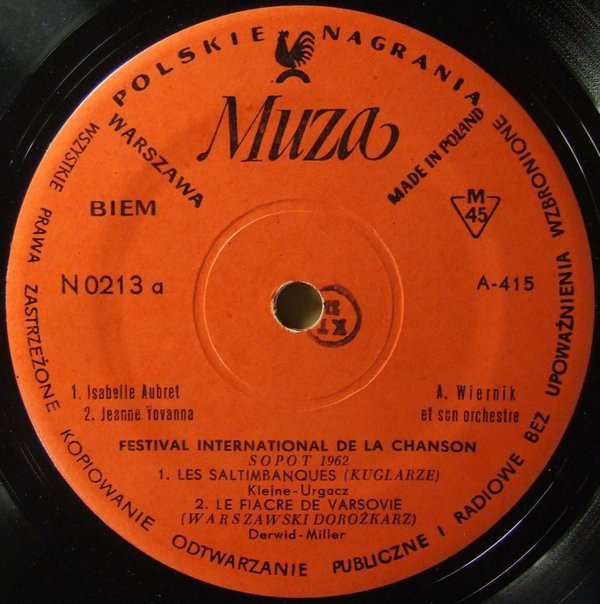 POLSKIE NAGRANIA
WARSZAWA
Muza
MADE IN POLAND
BIEM
M
45
N 0213 a
A-415
KT
1. Isabelle Aubret
2. Jeanne Yovanna
A. Wiernik
et son orchestre
FESTIVAL INTERNATIONAL DE LA CHANSON
SOPOT 1962
1. LES SALTIMBANQUES (KUGLARZE)
Kleine-Urgacz
2. LE FIACRE DE VARSOVIE
(WARSZAWSKI DOROŻKARZ)
Derwid-Miller
WSZYSTKIE PRAWA ZASTRZEŻONE KOPIOWANIE ODTWARZANIE PUBLICZNE I RADIOWE BEZ UPOWAŻNIENIA WZBRONIONE